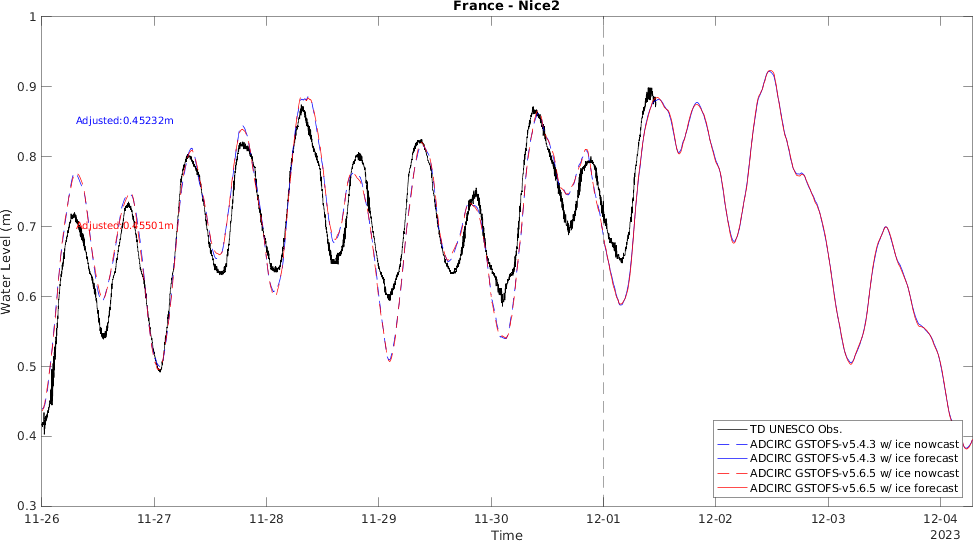 France - Nice2
1
0.9
0.8
0.7
0.6
0.5
0.4
0.3
Water Level (m)
Adjusted:0.45232m
Adjusted:0.45501m
TD UNESCO Obs.
ADCIRC GSTOFS-v5.4.3 w/ ice nowcast
ADCIRC GSTOFS-v5.4.3 w/ ice forecast
ADCIRC GSTOFS-v5.6.5 w/ ice nowcast
ADCIRC GSTOFS-v5.6.5 w/ ice forecast
11-26 11-27 11-28 11-29 11-30 12-01 12-02 12-03 12-04
Time
2023